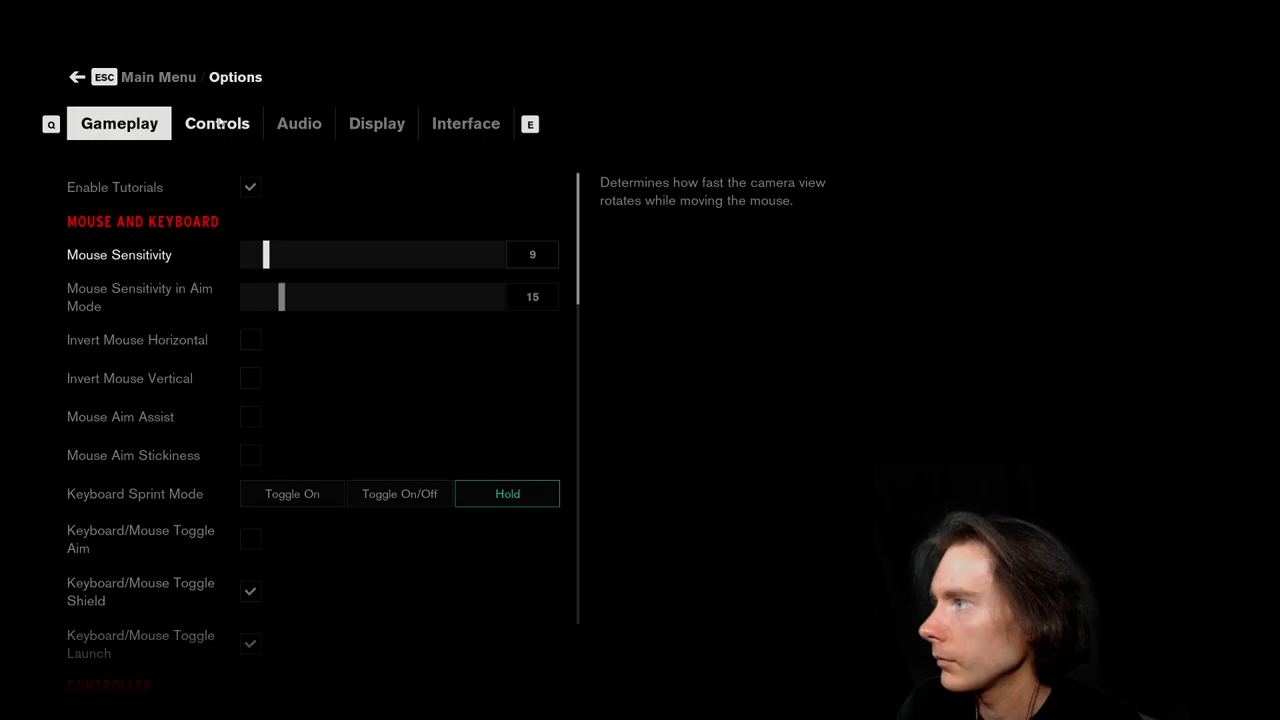 ESC Main Menu / Options
Q Gameplay Controls Audio Display Interface E
Enable Tutorials
MOUSE AND KEYBOARD
Mouse Sensitivity 9
Mouse Sensitivity in Aim
Mode
15
Invert Mouse Horizontal
Invert Mouse Vertical
Mouse Aim Assist
Mouse Aim Stickiness
Keyboard Sprint Mode Toggle On Toggle On/Off Hold
Keyboard/Mouse Toggle
Aim
Keyboard/Mouse Toggle
Shield
Keyboard/Mouse Toggle
Launch
CONTROLLER
Determines how fast the camera view
rotates while moving the mouse.